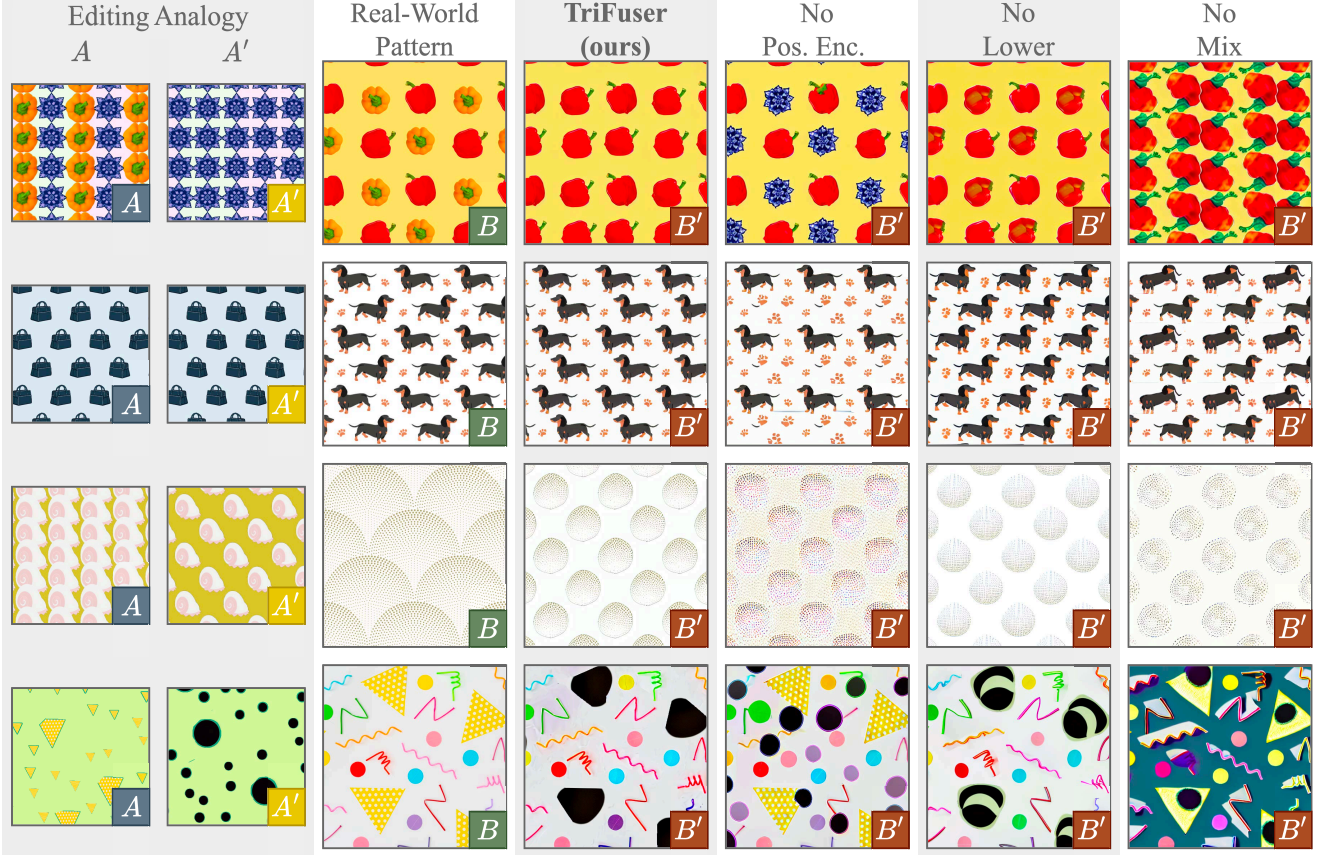 Editing Analogy
A A′
Real-World
Pattern
TriFuser
(ours)
No
Pos. Enc.
No
Lower
No
Mix
A A′ B B′ B′ B′ B′
A A′ B B′ B′ B′ B′
A A′ B B′ B′ B′ B′
A A′ B B′ B′ B′ B′